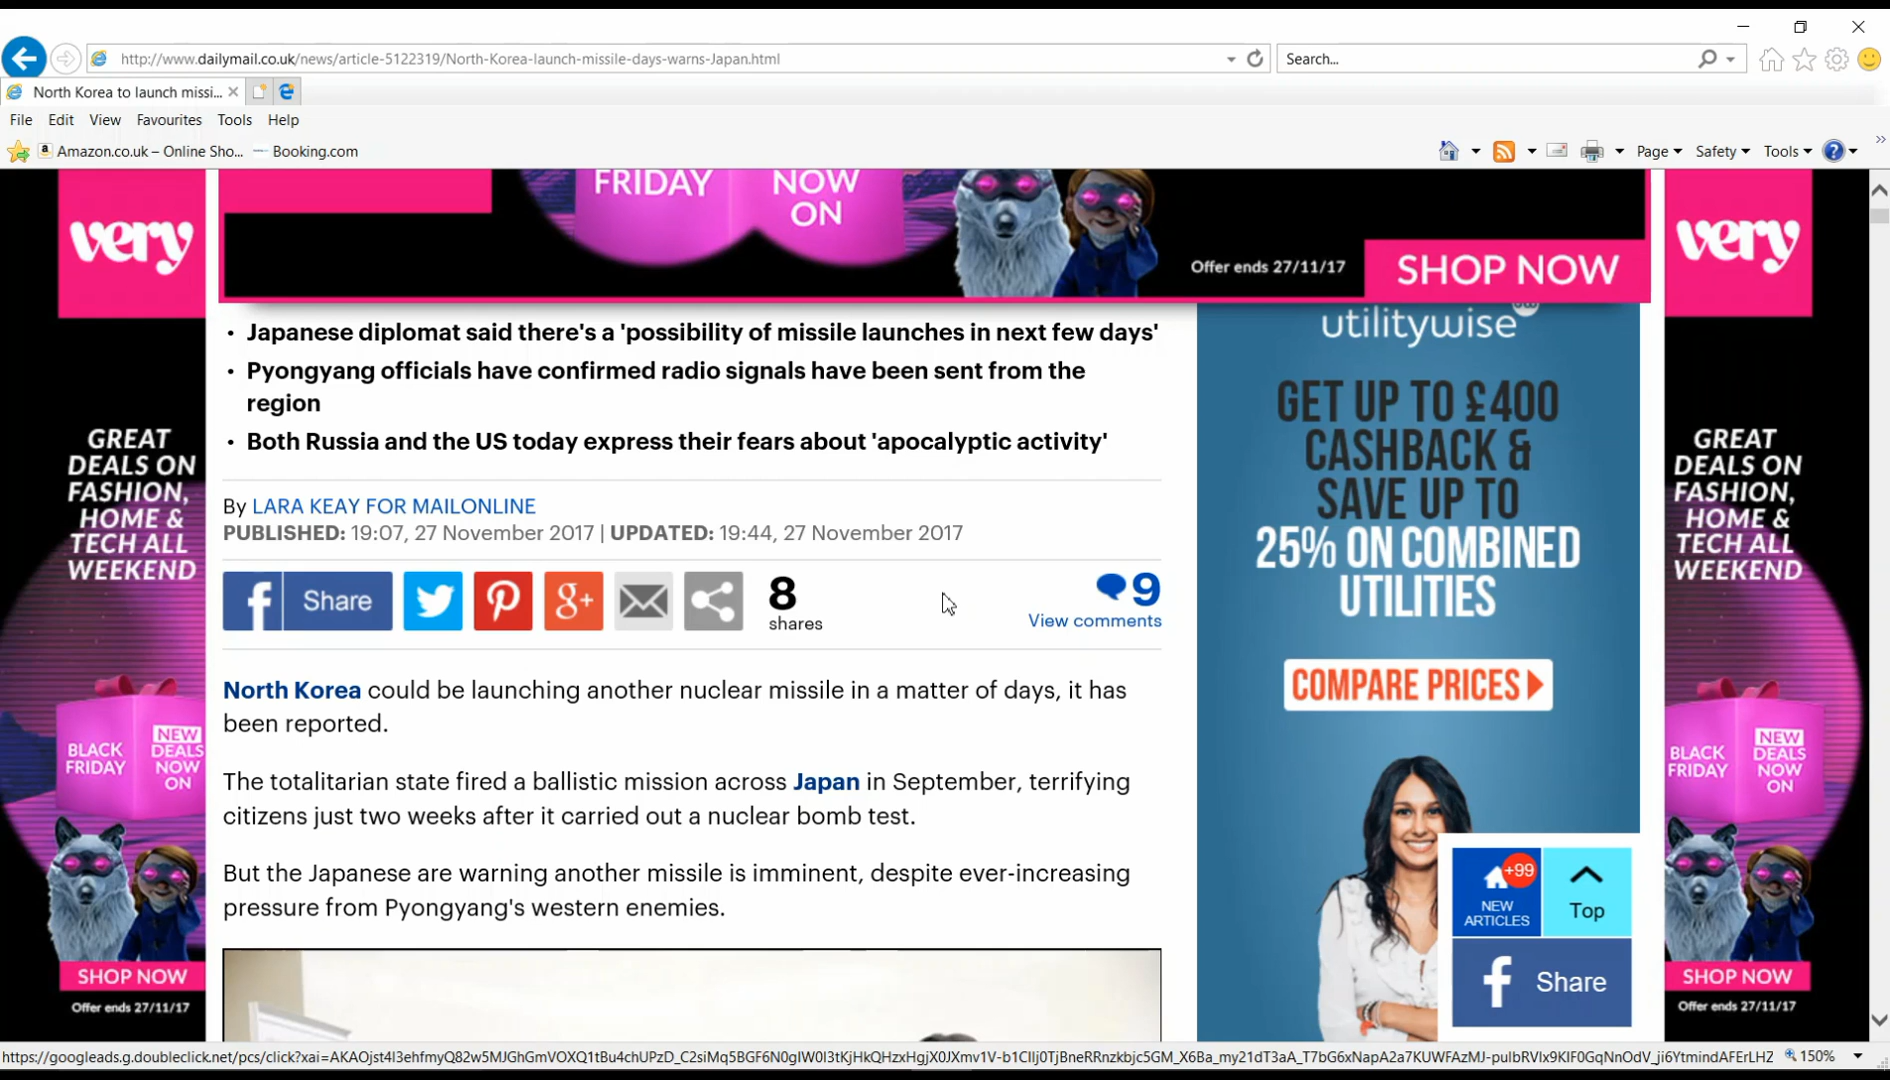 http://www.dailymail.co.uk/news/article-5122319/North-Korea-launch-missile-days-warns-Japan.html
Search...
North Korea to launch missi...
File Edit View Favourites Tools Help
a Amazon.co.uk – Online Sho... Booking.com
Page Safety Tools ?
very
FRIDAY
NOW
ON
Offer ends 27/11/17
SHOP NOW
very
GREAT
DEALS ON
FASHION,
HOME &
TECH ALL
WEEKEND
BLACK
FRIDAY
NEW
DEALS
NOW
ON
SHOP NOW
Offer ends 27/11/17
• Japanese diplomat said there's a 'possibility of missile launches in next few days'
• Pyongyang officials have confirmed radio signals have been sent from the
region
• Both Russia and the US today express their fears about 'apocalyptic activity'
By LARA KEAY FOR MAILONLINE
PUBLISHED: 19:07, 27 November 2017 | UPDATED: 19:44, 27 November 2017
f Share
g+
8
shares
9
View comments
North Korea could be launching another nuclear missile in a matter of days, it has
been reported.
The totalitarian state fired a ballistic mission across Japan in September, terrifying
citizens just two weeks after it carried out a nuclear bomb test.
But the Japanese are warning another missile is imminent, despite ever-increasing
pressure from Pyongyang's western enemies.
utilitywise
GET UP TO £400
CASHBACK &
SAVE UP TO
25% ON COMBINED
UTILITIES
COMPARE PRICES
+99
NEW
ARTICLES
Top
f Share
GREAT
DEALS ON
FASHION,
HOME &
TECH ALL
WEEKEND
BLACK
FRIDAY
NEW
DEALS
NOW
ON
SHOP NOW
Offer ends 27/11/17
150%